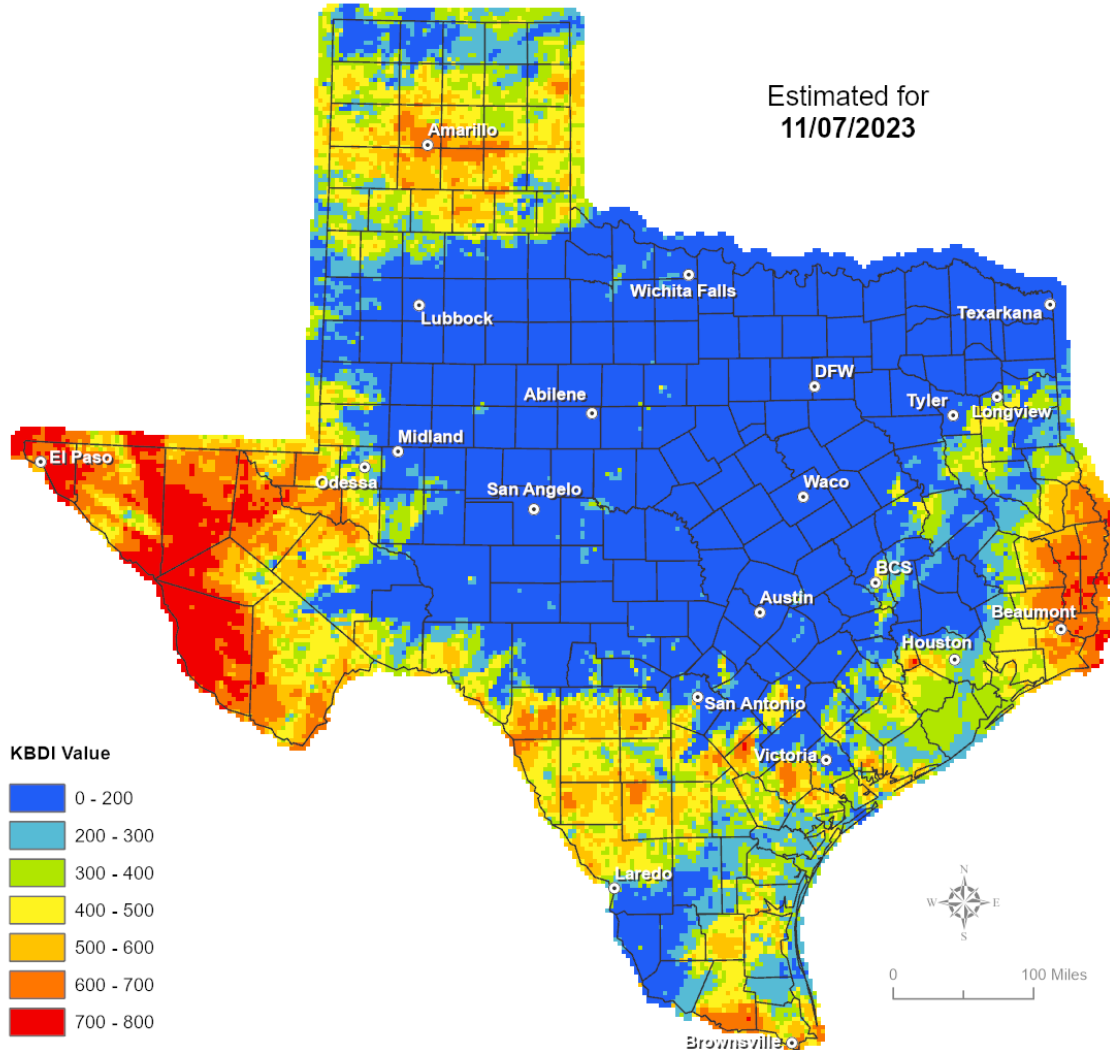 Estimated for
11/07/2023
Amarillo
Wichita Falls
Lubbock
Texarkana
DFW
Abilene
Tyler
Longview
Midland
El Paso
Odessa
San Angelo
Waco
BCS
Austin
Beaumont
Houston
San Antonio
Victoria
KBDI Value
0 - 200
200 - 300
300 - 400
400 - 500
500 - 600
600 - 700
700 - 800
Laredo
N
W E
S
0 100 Miles
Brownsville